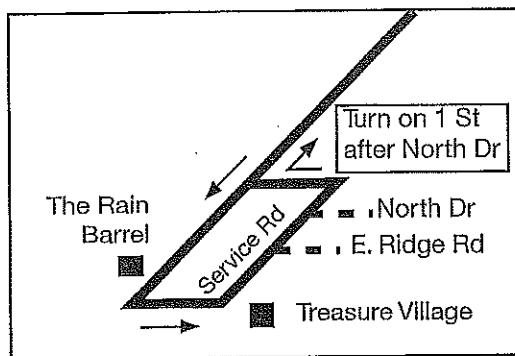 Turn on 1 St
after North Dr
The Rain
Barrel
Service Rd
North Dr
E. Ridge Rd
Treasure Village